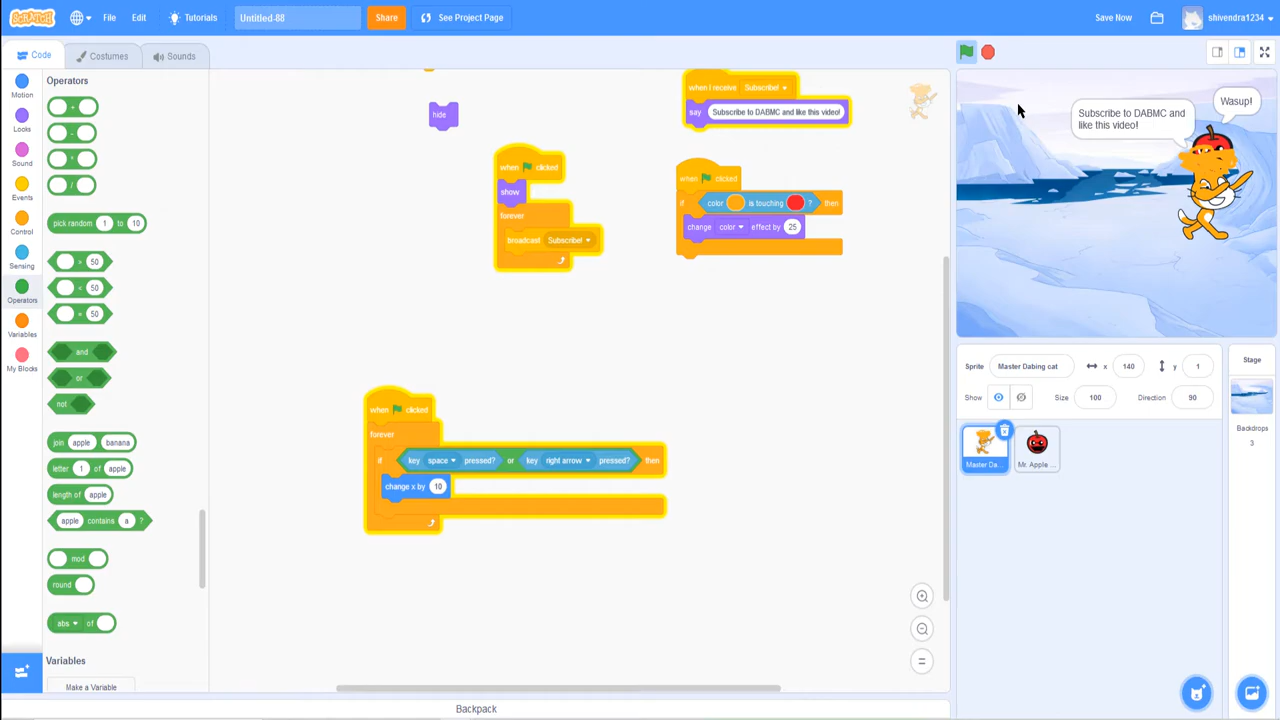 SCRATCH
File
Edit
Tutorials
Untitled-88
Share
See Project Page
Save Now
shivendra1234
Code
Costumes
Sounds
Motion
Looks
Sound
Events
Control
Sensing
Operators
Variables
My Blocks
Operators
+
-
*
/
pick random 1 to 10
> 50
< 50
= 50
and
or
not
join apple banana
letter 1 of apple
length of apple
apple contains a ?
mod
round
abs of
Variables
Make a Variable
hide
when clicked
show
forever
broadcast Subscribe!
when I receive Subscribe!
say Subscribe to DABMC and like this video!
when clicked
if color is touching ? then
change color effect by 25
when clicked
forever
if key space pressed? or key right arrow pressed? then
change x by 10
Backpack
Wasup!
Subscribe to DABMC and
like this video!
Sprite
Master Dabing cat
x 140
y 1
Show
Size 100
Direction 90
Master Da...
Mr. Apple ...
Stage
Backdrops
3